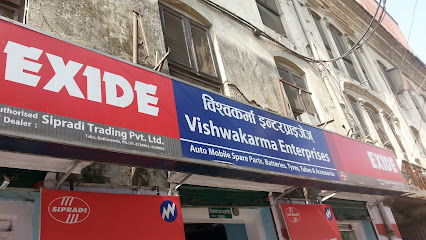 EXIDE
Authorised Dealer : Sipradi Trading Pvt. Ltd.
विश्वकर्मा इन्टरप्राइजेज्
Vishwakarma Enterprises
Auto Mobile Spare Parts, Batteries, Tyres, Tubes & Accessories
EXIDE
SIPRADI
SIPRADI